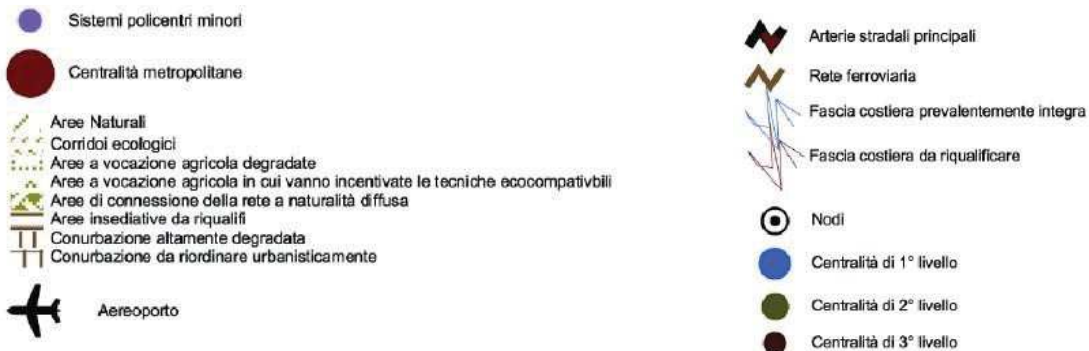 Sistemi policentri minori
Centralità metropolitane
Aree Naturali
Corridoi ecologici
Aree a vocazione agricola degradate
Aree a vocazione agricola in cui vanno incentivate le tecniche ecocompativbili
Aree di connessione della rete a naturalità diffusa
Aree insediative da riqualifi
Conurbazione altamente degradata
Conurbazione da riordinare urbanisticamente
Aereoporto
Arterie stradali principali
Rete ferroviaria
Fascia costiera prevalentemente integra
Fascia costiera da riqualificare
Nodi
Centralità di 1° livello
Centralità di 2° livello
Centralità di 3° livello